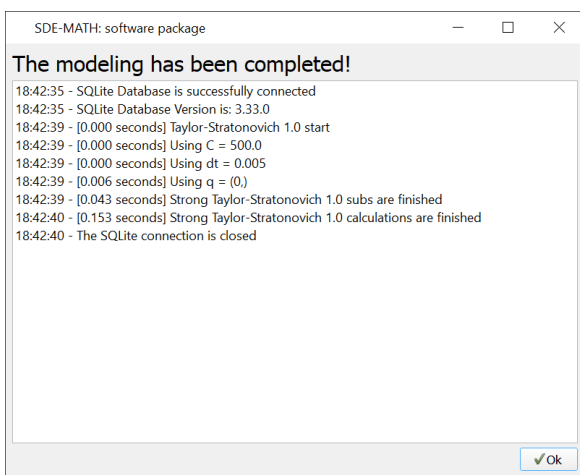 SDE-MATH: software package
The modeling has been completed!
18:42:35 - SQLite Database is successfully connected
18:42:35 - SQLite Database Version is: 3.33.0
18:42:39 - [0.000 seconds] Taylor-Stratonovich 1.0 start
18:42:39 - [0.000 seconds] Using C = 500.0
18:42:39 - [0.000 seconds] Using dt = 0.005
18:42:39 - [0.006 seconds] Using q = (0,)
18:42:39 - [0.043 seconds] Strong Taylor-Stratonovich 1.0 subs are finished
18:42:40 - [0.153 seconds] Strong Taylor-Stratonovich 1.0 calculations are finished
18:42:40 - The SQLite connection is closed
Ok